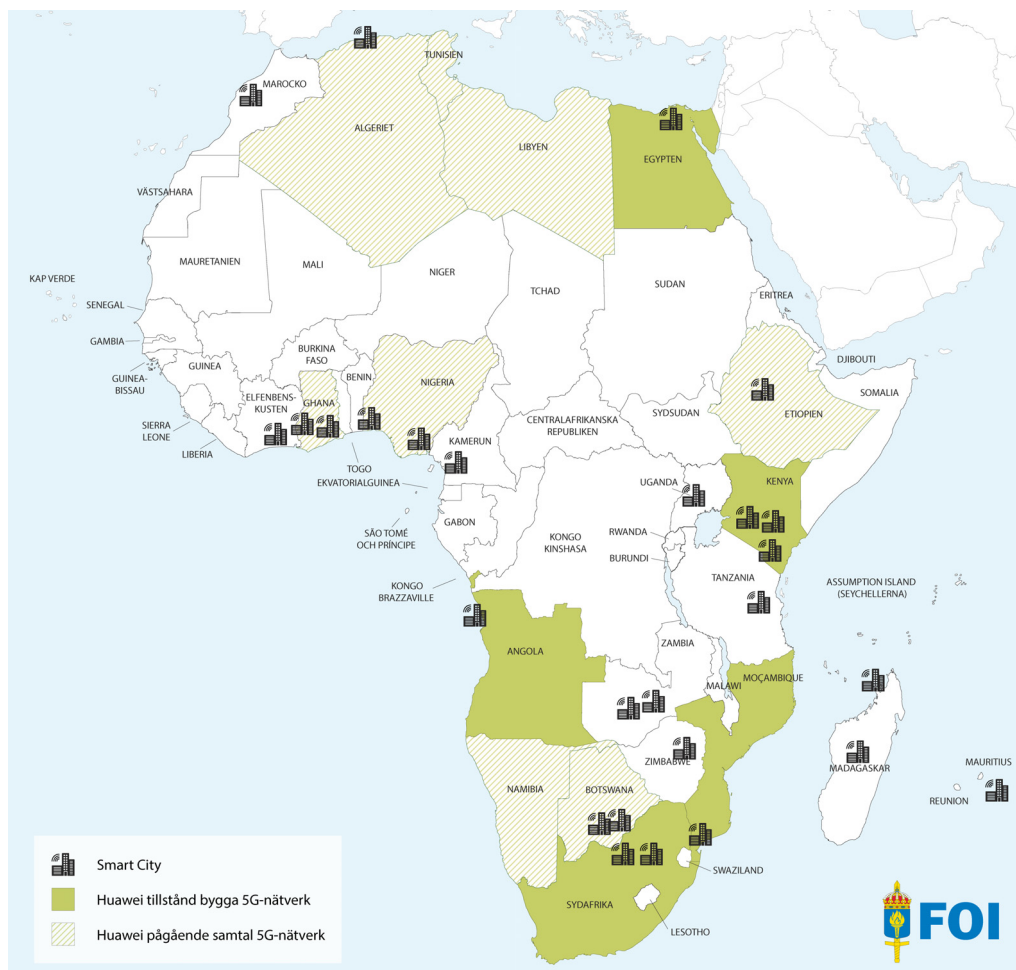 TUNISIEN
MAROCKO
ALGERIET
LIBYEN
EGYPTEN
VÄSTSAHARA
MAURETANIEN
MALI
NIGER
TCHAD
SUDAN
ERITREA
KAP VERDE
SENEGAL
GAMBIA
GUINEA-
BISSAU
GUINEA
BURKINA
FASO
BENIN
NIGERIA
DJIBOUTI
SOMALIA
ETIOPIEN
ELFENBENS-
KUSTEN
GHANA
SIERRA
LEONE
LIBERIA
TOGO
KAMERUN
CENTRALAFRIKANSKA
REPUBLIKEN
SYDSUDAN
EKVATORIALGUINEA
UGANDA
KENYA
SÃO TOMÉ
OCH PRÍNCIPE
GABON
KONGO
KINSHASA
RWANDA
BURUNDI
KONGO
BRAZZAVILLE
TANZANIA
ASSUMPTION ISLAND
(SEYCHELLERNA)
ANGOLA
ZAMBIA
MALAWI
MOÇAMBIQUE
ZIMBABWE
MADAGASKAR
MAURITIUS
REUNION
NAMIBIA
BOTSWANA
SWAZILAND
SYDAFRIKA
LESOTHO
Smart City
Huawei tillstånd bygga 5G-nätverk
Huawei pågående samtal 5G-nätverk
FOI